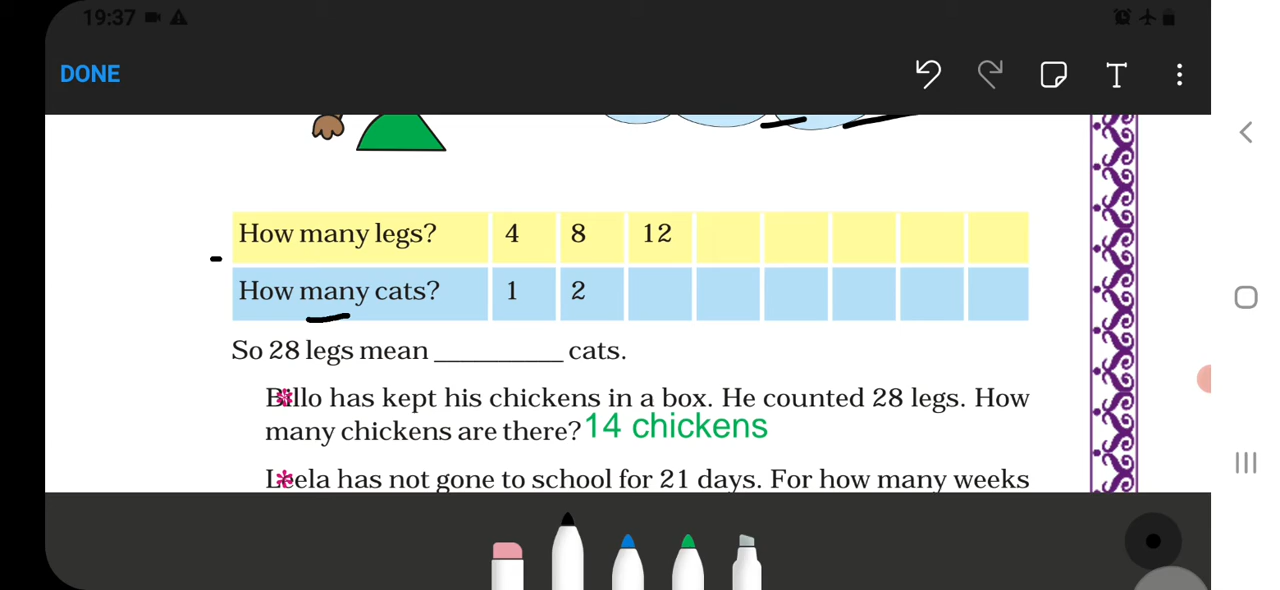 19:37
DONE
T
How many legs? 4 8 12
How many cats? 1 2
So 28 legs mean __________ cats.
Billo has kept his chickens in a box. He counted 28 legs. How
many chickens are there? 14 chickens
Leela has not gone to school for 21 days. For how many weeks